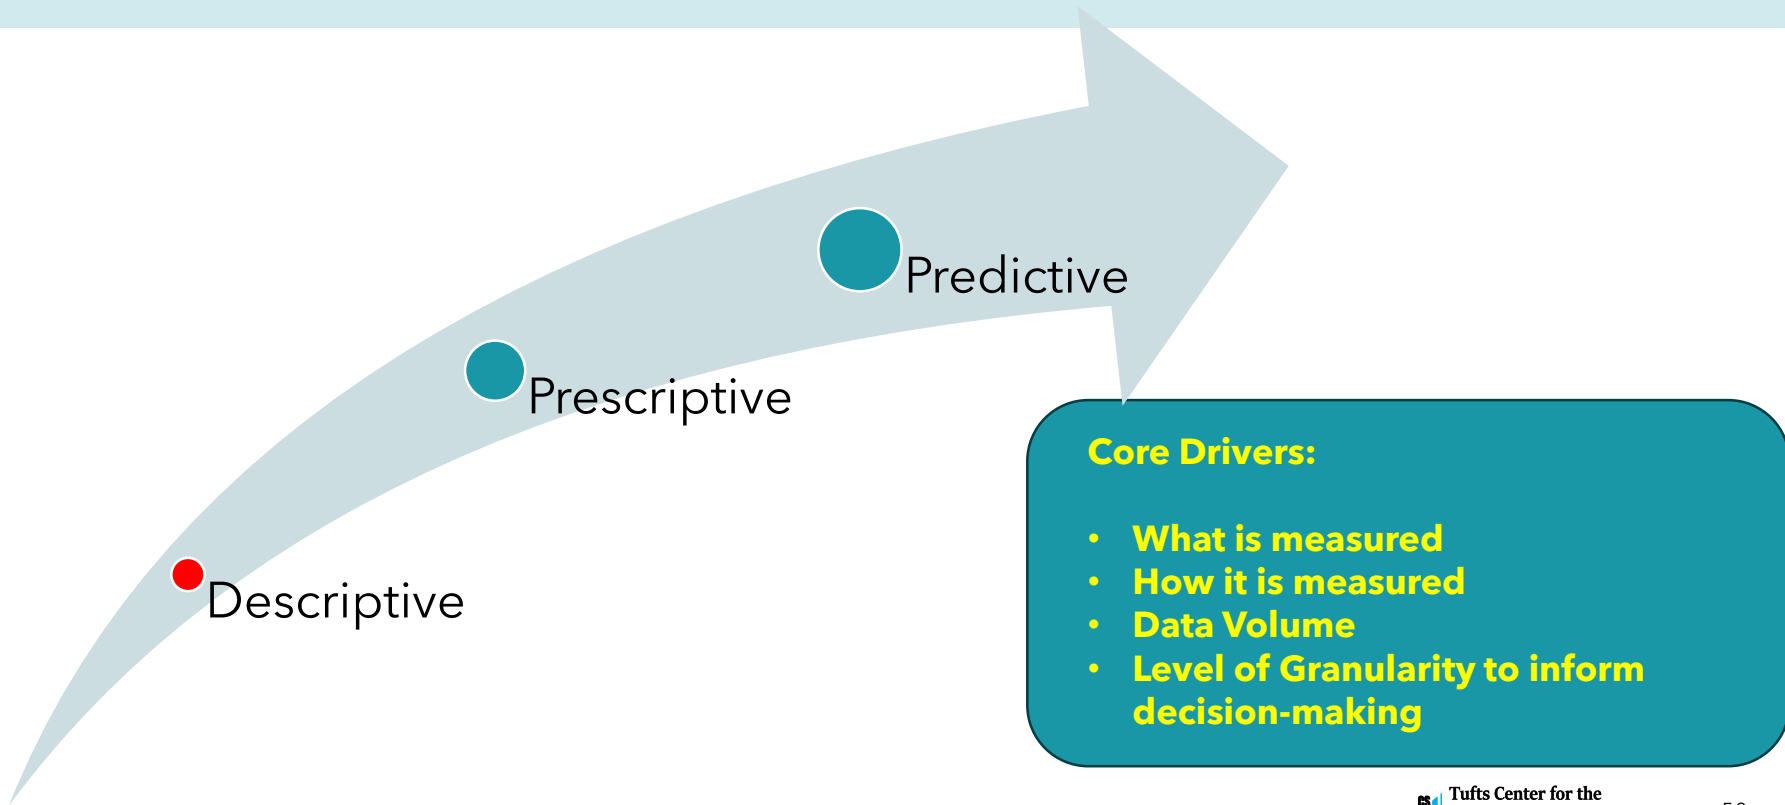 Predictive
Prescriptive
Descriptive
Core Drivers:
• What is measured
• How it is measured
• Data Volume
• Level of Granularity to inform
decision-making
Tufts Center for the